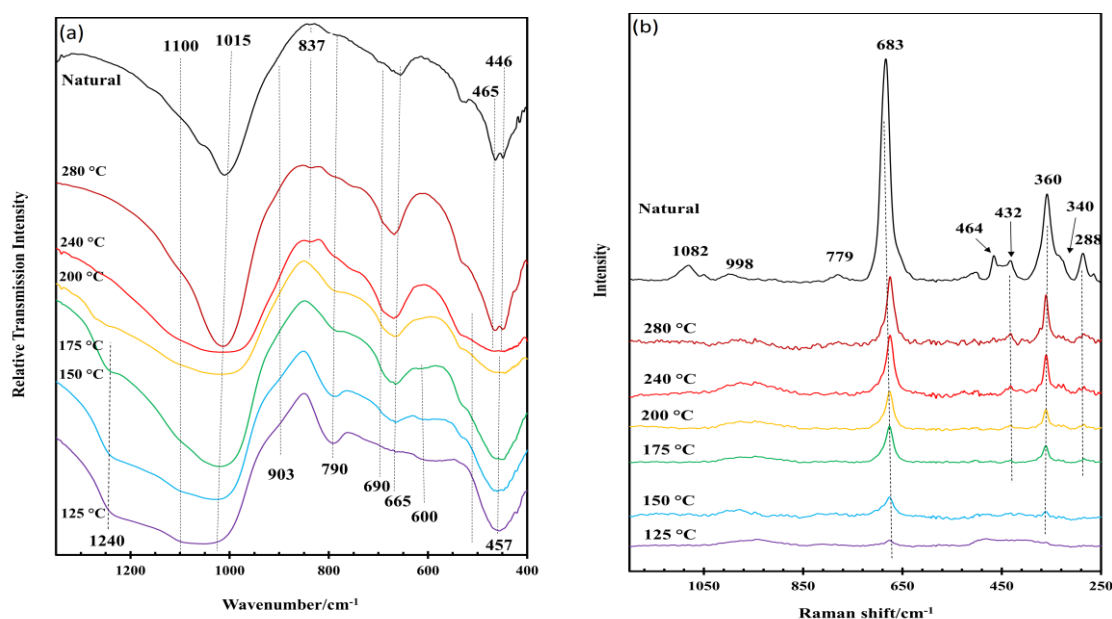 (a)
1100
1015
837
446
465
Natural
280 °C
240 °C
200 °C
175 °C
150 °C
125 °C
1240
903
790
690
665
600
457
1200
1000
800
600
400
Wavenumber/cm-1
Relative Transmission Intensity
(b)
683
360
340
432
464
288
Natural
1082
998
779
280 °C
240 °C
200 °C
175 °C
150 °C
125 °C
1050
850
650
450
250
Raman shift/cm-1
Intensity